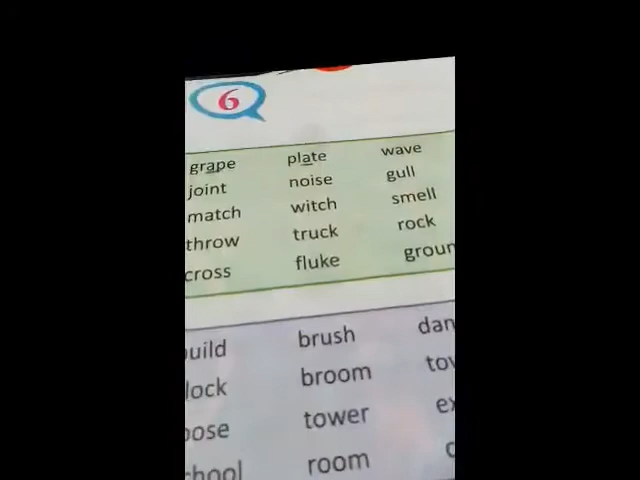 6
grape plate wave
joint noise gull
match witch smell
throw truck rock
cross fluke
brush
broom
tower
room